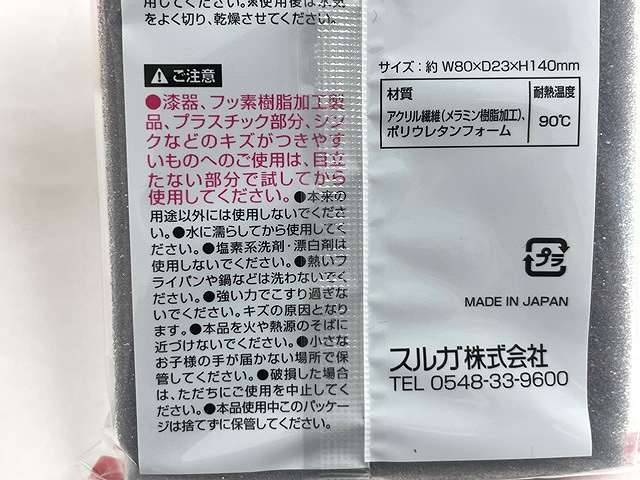 用してください。※使用後は水気
をよく切り、乾燥させてください。
ご注意
●漆器、フッ素樹脂加工製
品、プラスチック部分、シン
クなどのキズがつきやす
いものへのご使用は、目立
たない部分で試してから
使用してください。●本来の
用途以外には使用しないでくださ
い。●水に濡らしてから使用してく
ださい。●塩素系洗剤・漂白剤は
使用しないでください。●熱いフ
ライパンや鍋などは洗わないでく
ださい。●強い力でこすり過ぎな
いでください。キズの原因となり
ます。●本品を火や熱源のそばに
近づけないでください。●小さな
お子様の手が届かない場所で保
管してください。●破損した場合
は、ただちにご使用を中止してく
ださい。●本品使用中このパッケー
ジは捨てずに保管してください。
サイズ：約 W80×D23×H140mm
材質
耐熱温度
アクリル繊維(メラミン樹脂加工)、
ポリウレタンフォーム
90℃
プラ
MADE IN JAPAN
スルガ株式会社
TEL 0548-33-9600